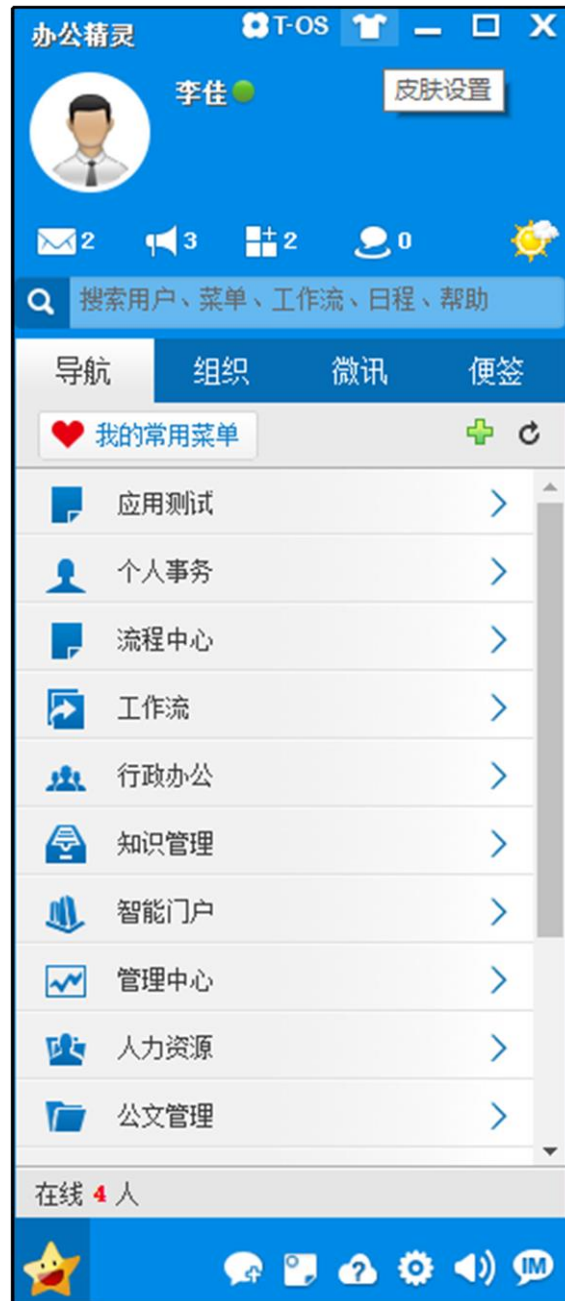 办公精灵 T-OS
李佳 皮肤设置
2 3 2 0
搜索用户、菜单、工作流、日程、帮助
导航 组织 微讯 便签
我的常用菜单
应用测试
个人事务
流程中心
工作流
行政办公
知识管理
智能门户
管理中心
人力资源
公文管理
在线 4 人
IM